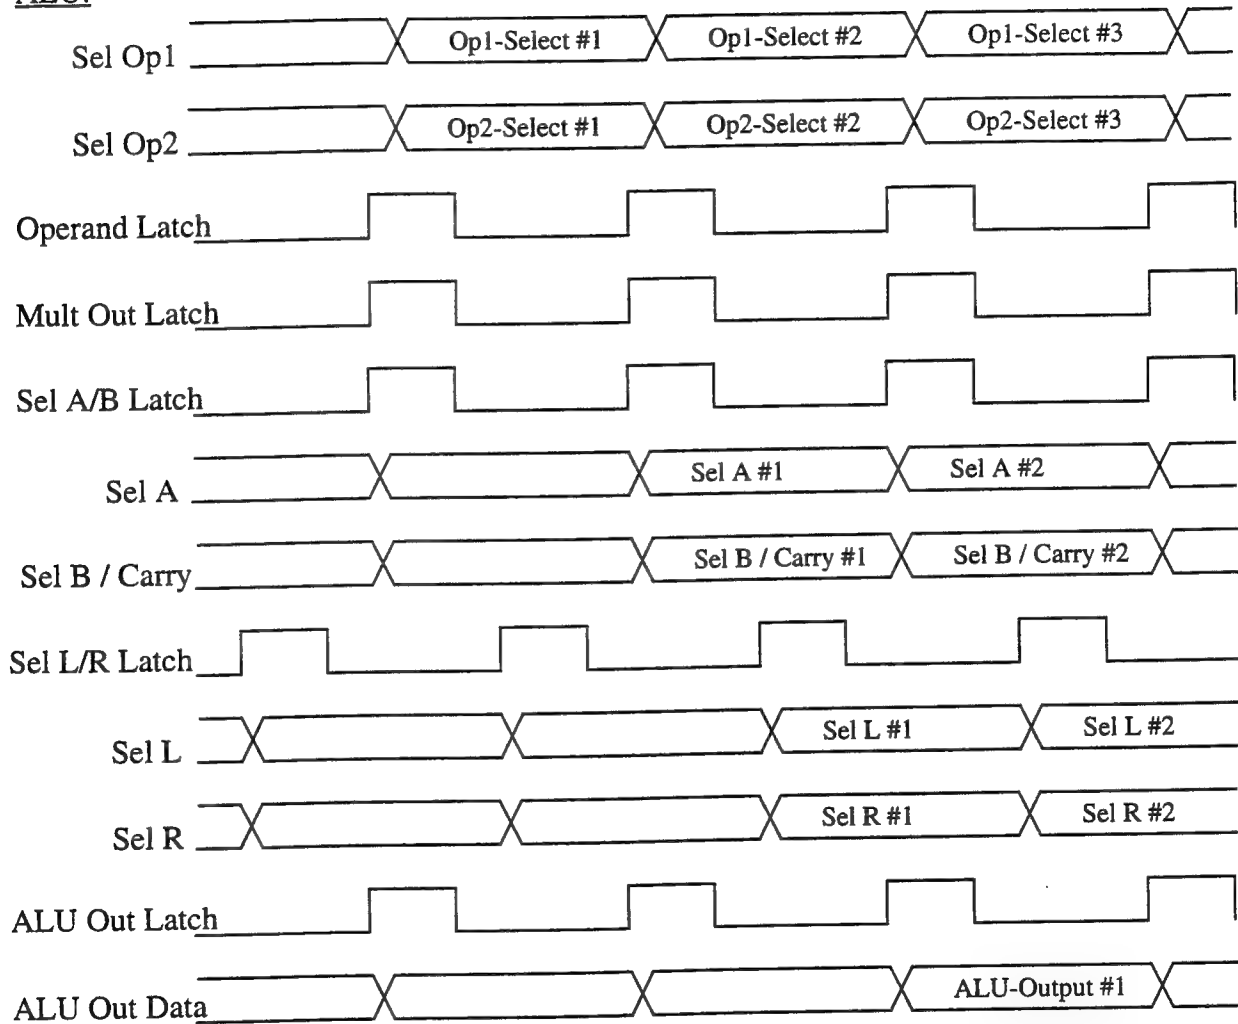 Sel Op1 Op1-Select #1 Op1-Select #2 Op1-Select #3
Sel Op2 Op2-Select #1 Op2-Select #2 Op2-Select #3
Operand Latch
Mult Out Latch
Sel A/B Latch
Sel A Sel A #1 Sel A #2
Sel B / Carry Sel B / Carry #1 Sel B / Carry #2
Sel L/R Latch
Sel L Sel L #1 Sel L #2
Sel R Sel R #1 Sel R #2
ALU Out Latch
ALU Out Data ALU-Output #1